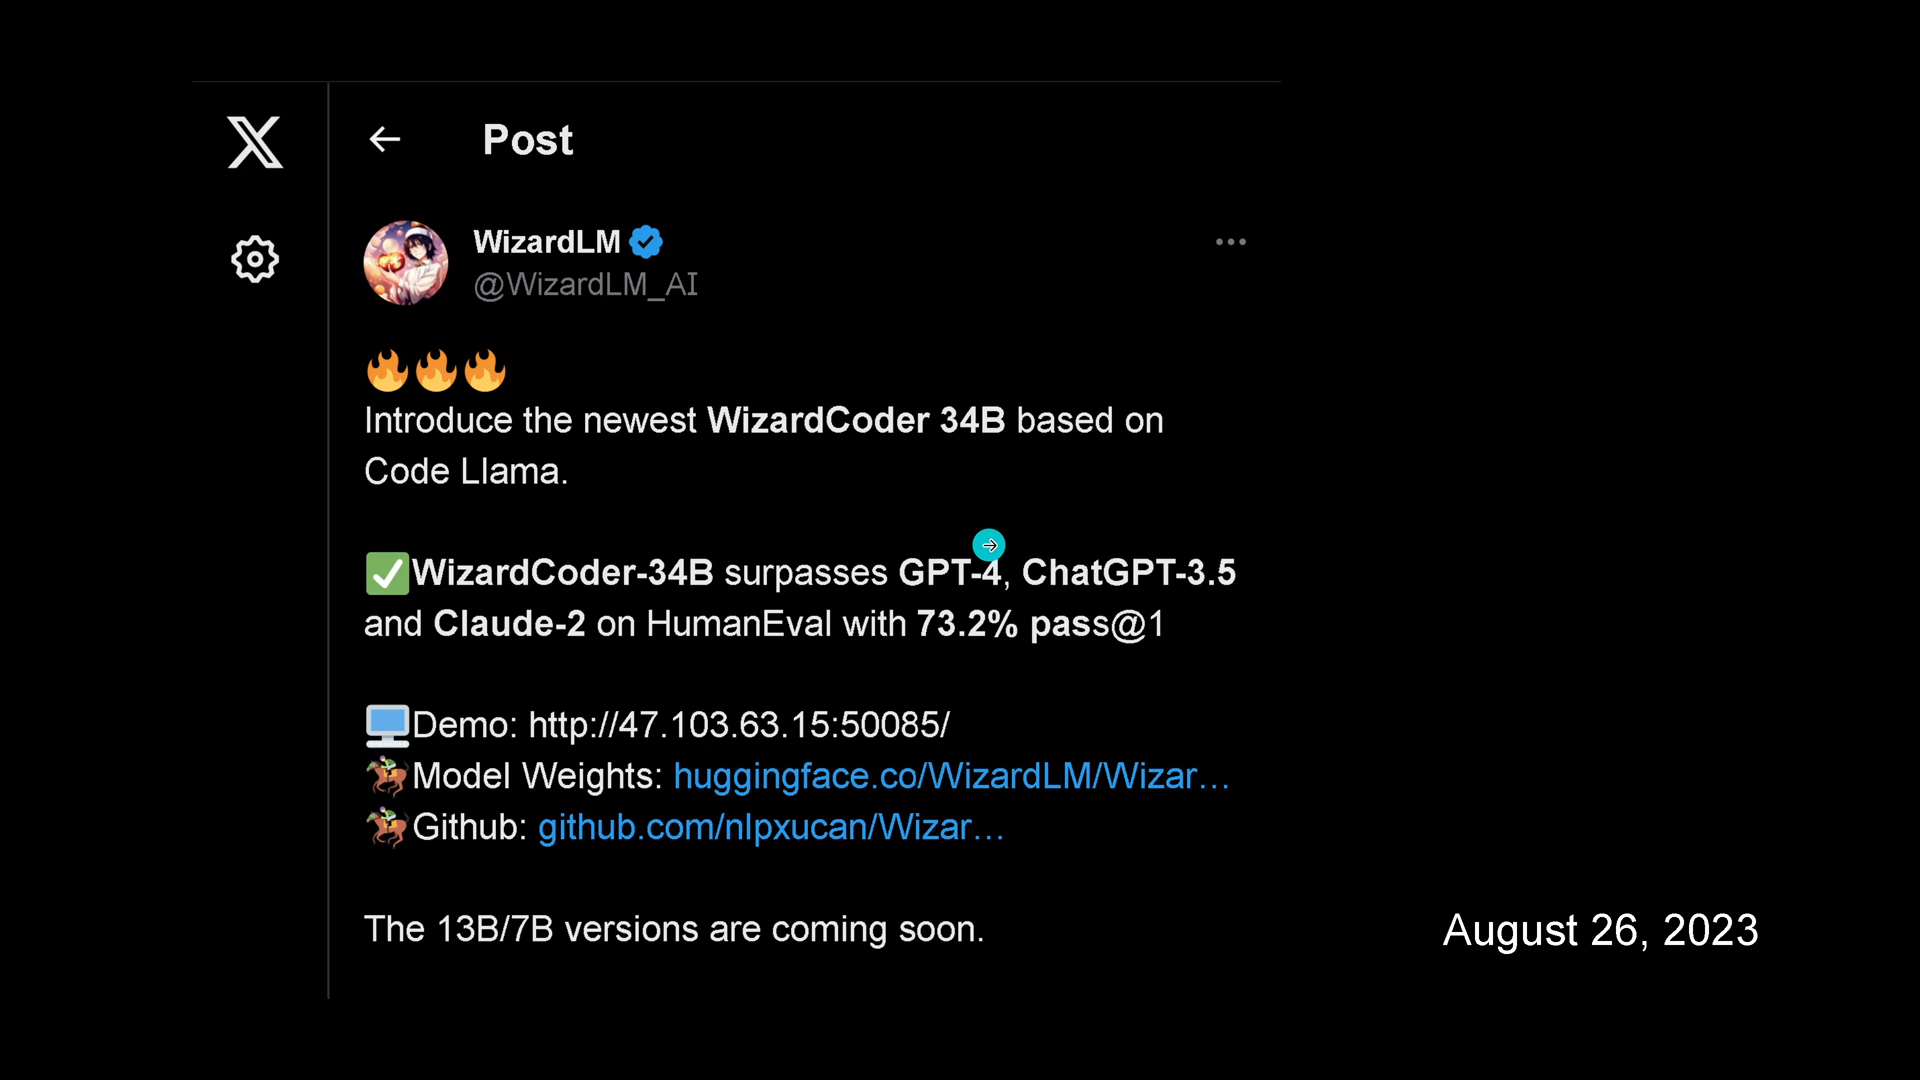 Post
WizardLM
@WizardLM_AI
🔥🔥🔥
Introduce the newest WizardCoder 34B based on
Code Llama.
✅WizardCoder-34B surpasses GPT-4, ChatGPT-3.5
and Claude-2 on HumanEval with 73.2% pass@1
🖥️Demo: http://47.103.63.15:50085/
🏇Model Weights: huggingface.co/WizardLM/Wizar…
🏇Github: github.com/nlpxucan/Wizar…
The 13B/7B versions are coming soon.
August 26, 2023